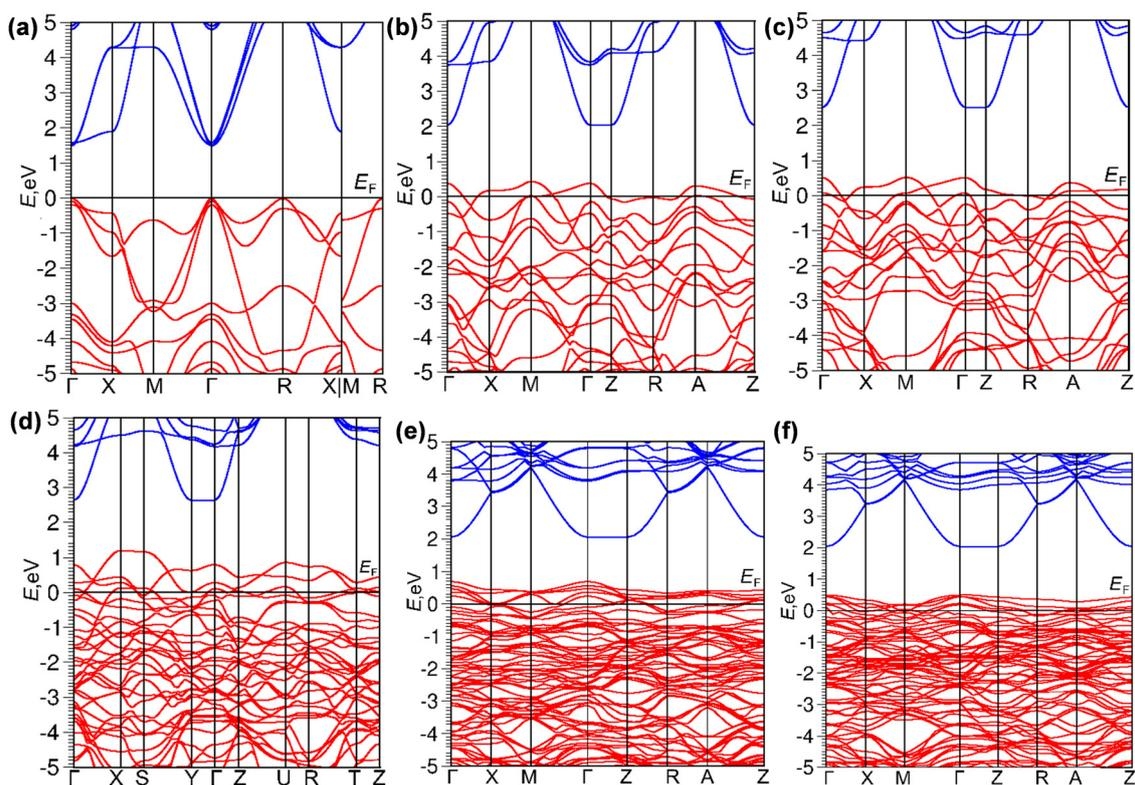 (a)
E,eV
5
4
3
2
1
0
-1
-2
-3
-4
-5
E_F
Γ X M Γ R X|M R
(b)
E,eV
5
4
3
2
1
0
-1
-2
-3
-4
-5
E_F
Γ X M Γ Z R A Z
(c)
E,eV
5
4
3
2
1
0
-1
-2
-3
-4
-5
E_F
Γ X M Γ Z R A Z
(d)
E,eV
5
4
3
2
1
0
-1
-2
-3
-4
-5
E_F
Γ X S Y Γ Z U R T Z
(e)
E,eV
5
4
3
2
1
0
-1
-2
-3
-4
-5
E_F
Γ X M Γ Z R A Z
(f)
E,eV
5
4
3
2
1
0
-1
-2
-3
-4
-5
E_F
Γ X M Γ Z R A Z